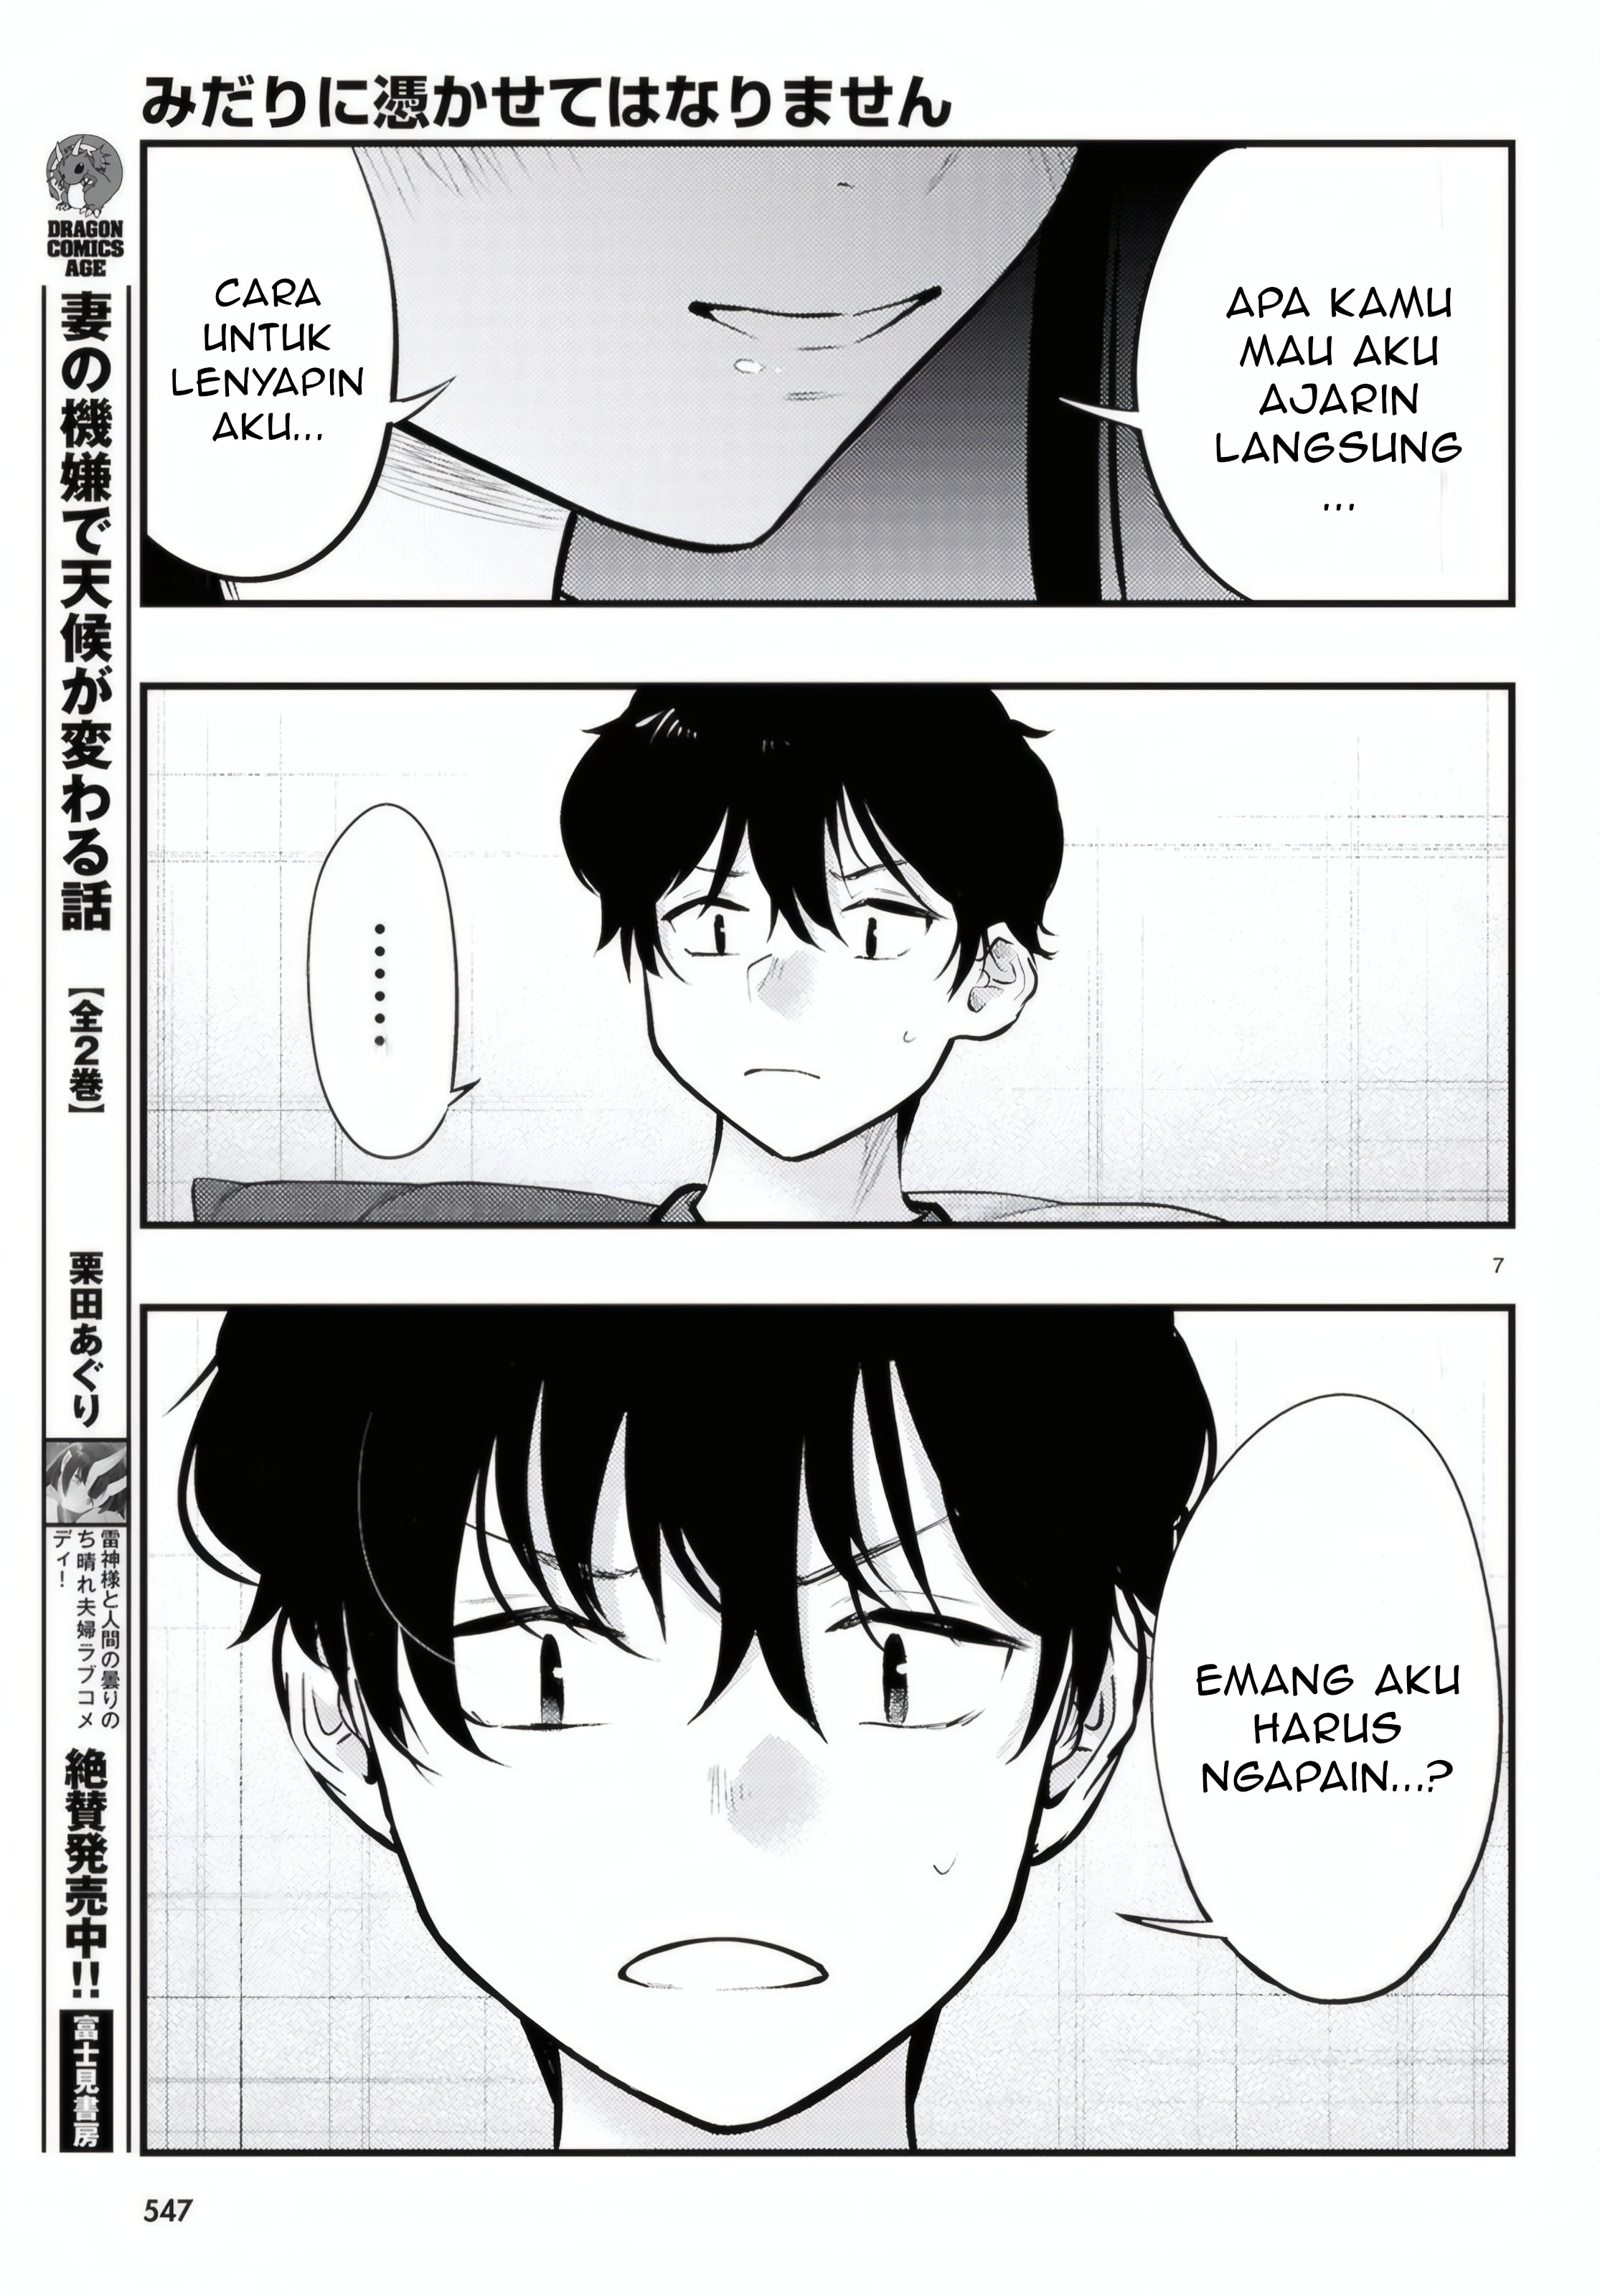 みだりに憑かせてはなりません
APA KAMU
MAU AKU
AJARIN
LANGSUNG
...
CARA
UNTUK
LENYAPIN
AKU...
........
7
EMANG AKU
HARUS
NGAPAIN...?
DRAGON
COMICS
AGE
妻の機嫌で天候が変わる話
【全2巻】
栗田あぐり
雷神様と人間の曇りの
ち晴れ夫婦ラブコメ
ディ!
絶賛発売中!!
富士見書房
547